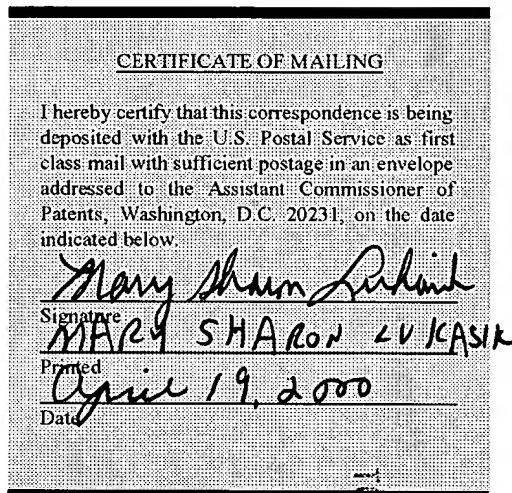 CERTIFICATE OF MAILING
I hereby certify that this correspondence is being
deposited with the U.S. Postal Service as first
class mail with sufficient postage in an envelope
addressed to the Assistant Commissioner of
Patents, Washington, D.C. 20231, on the date
indicated below.
Mary Sharon Lukasik
Signature
MARY SHARON LUKASIK
Printed
April 19, 2000
Date